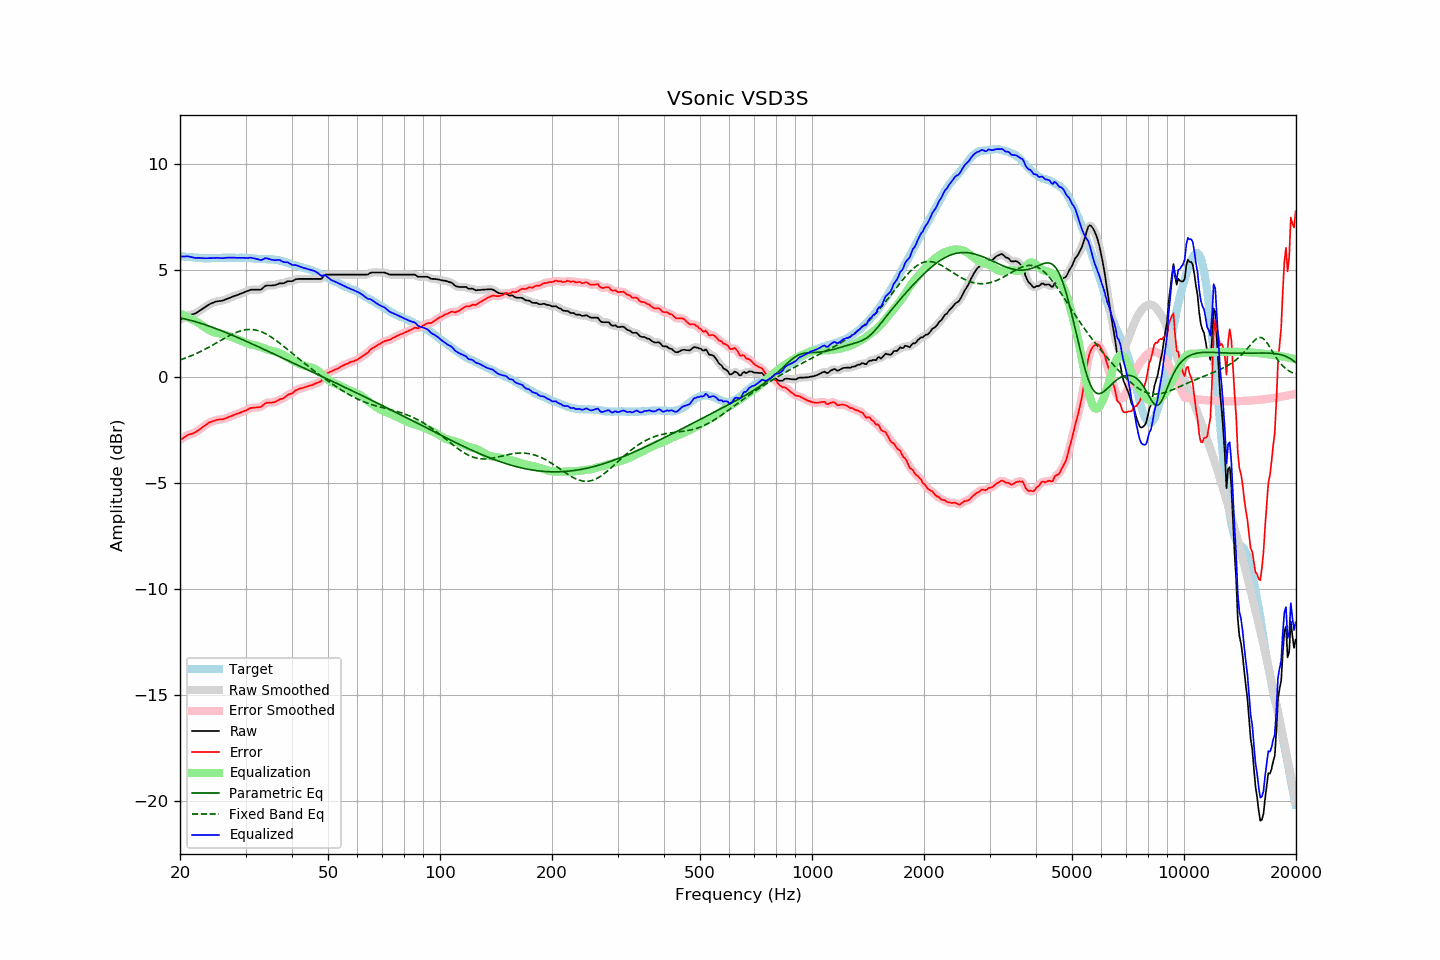 VSonic VSD3S
Amplitude (dBr)
10
5
0
−5
−10
−15
−20
Target
Raw Smoothed
Error Smoothed
Raw
Error
Equalization
Parametric Eq
Fixed Band Eq
Equalized
20 50 100 200 500 1000 2000 5000 10000 20000
Frequency (Hz)